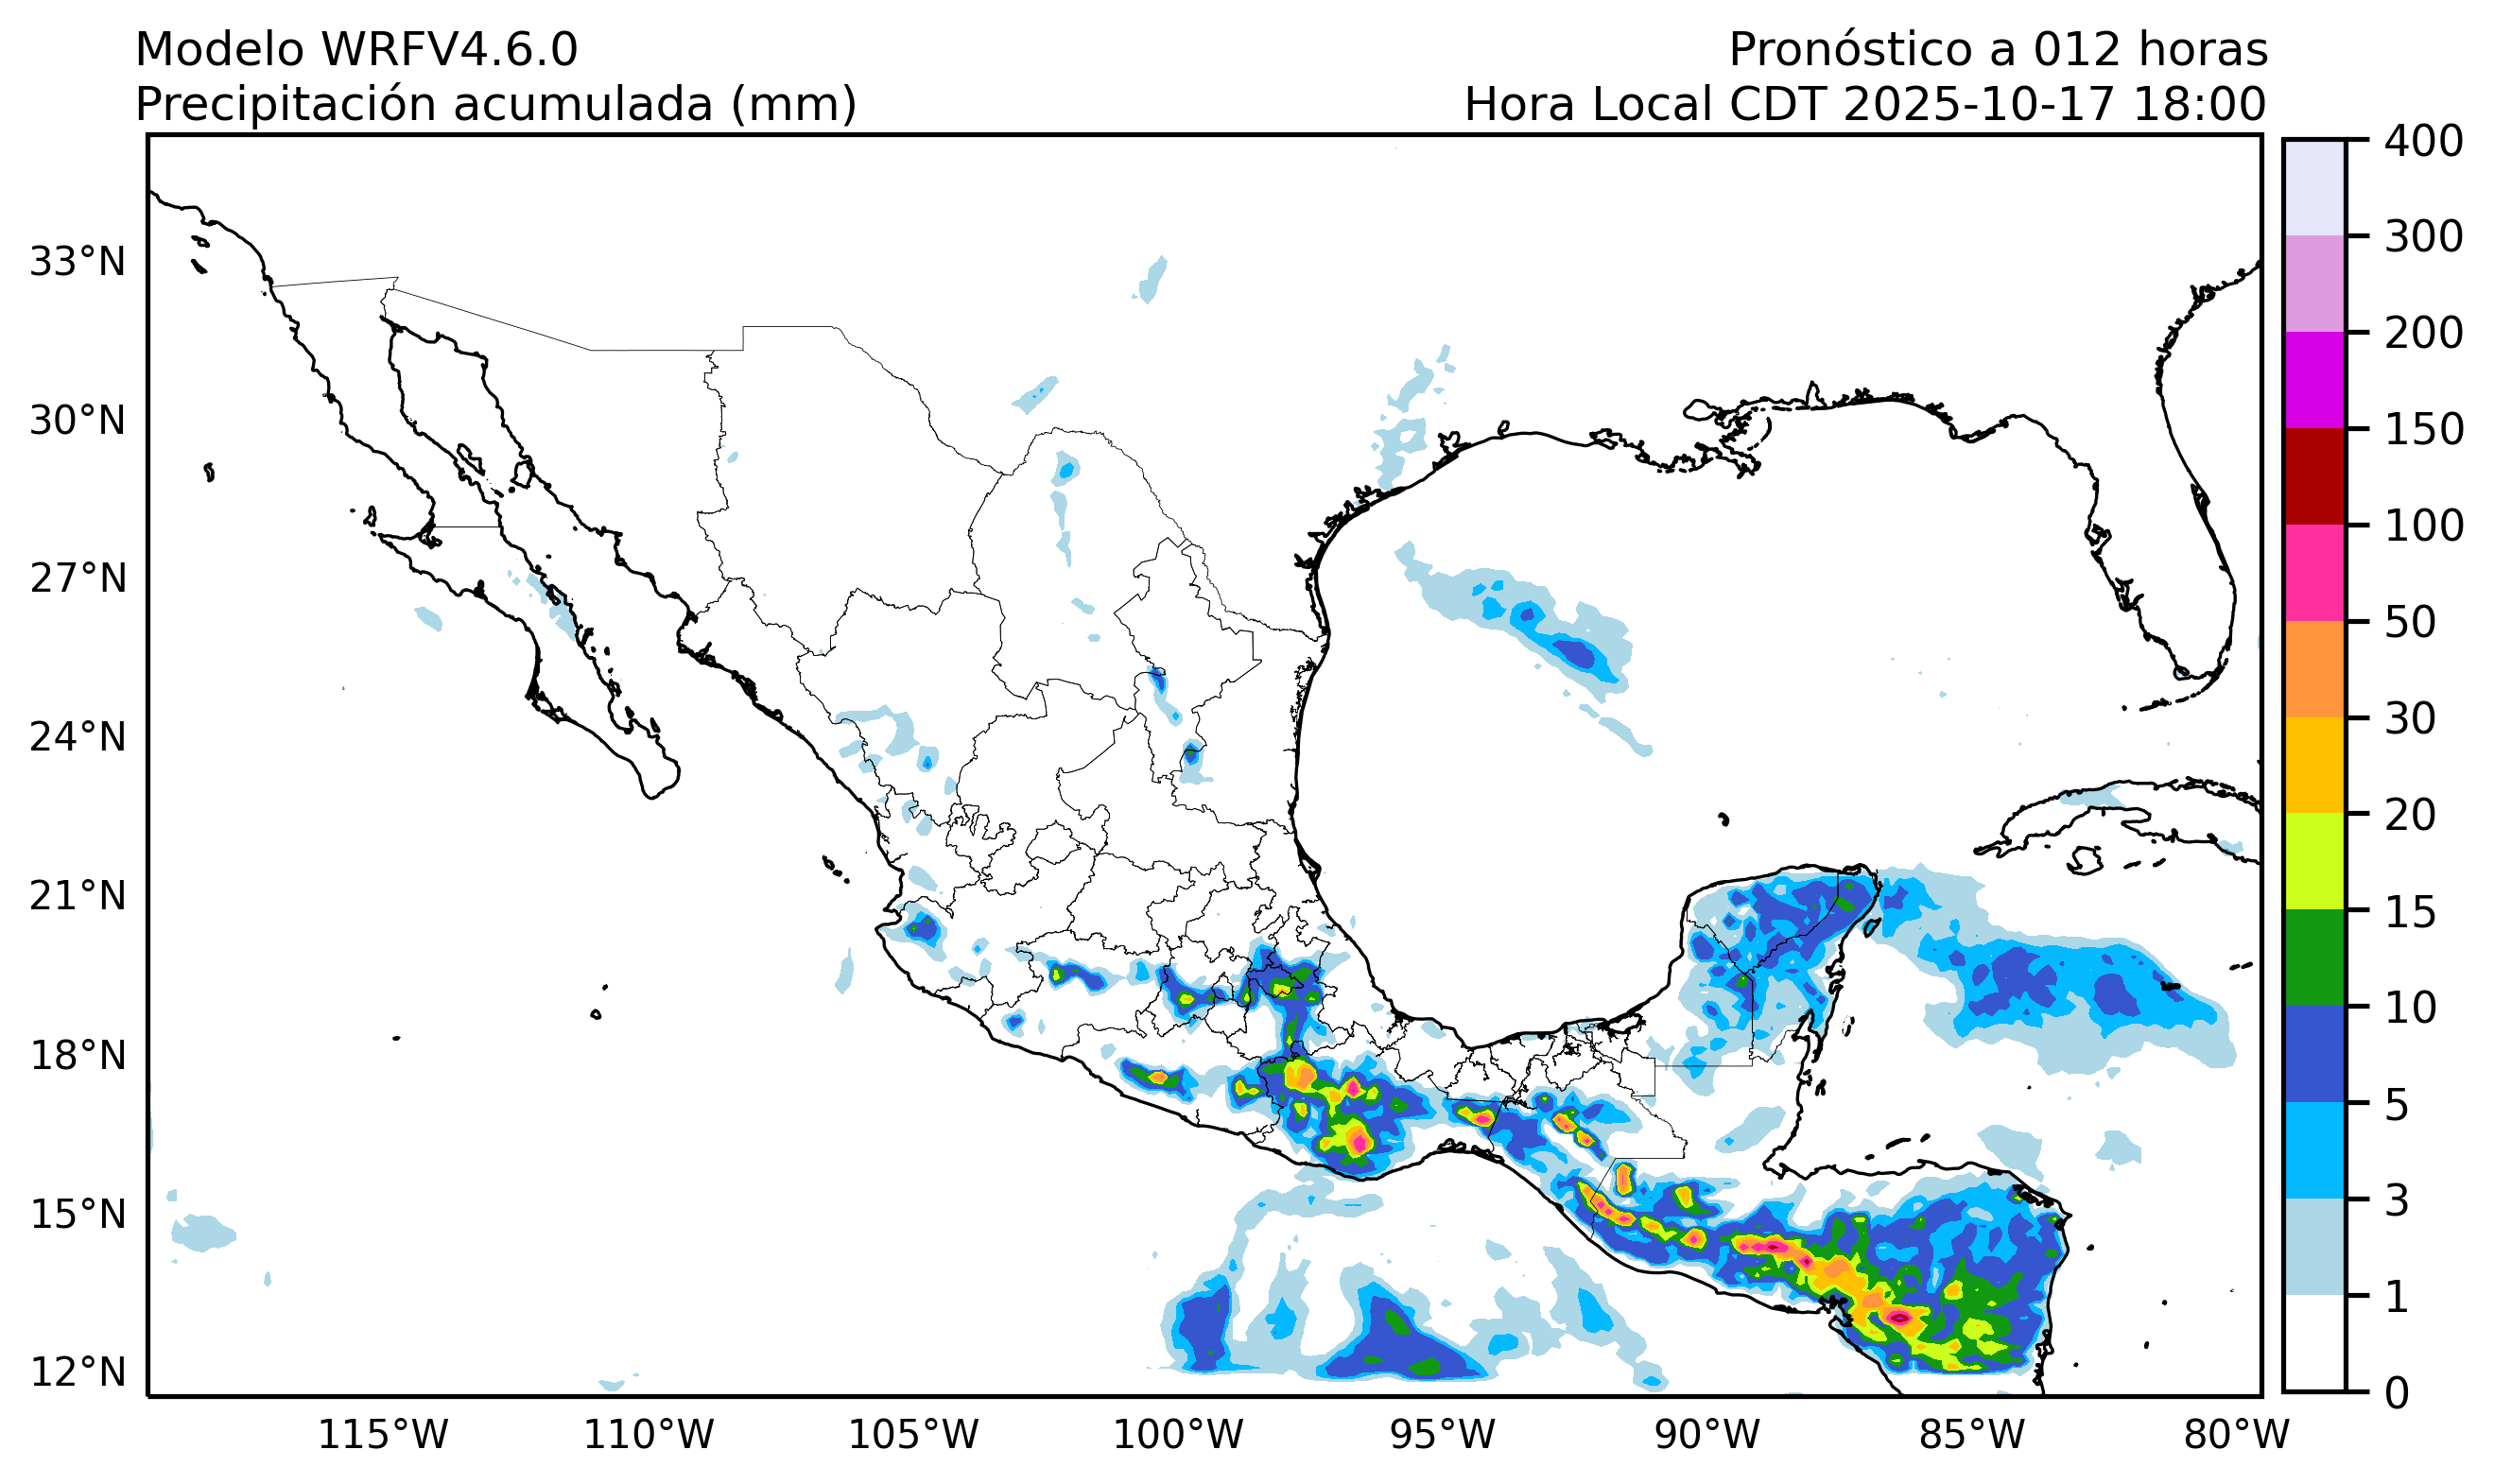 Modelo WRFV4.6.0
Pronóstico a 012 horas
Precipitación acumulada (mm)
Hora Local CDT 2025-10-17 18:00
33°N
30°N
27°N
24°N
21°N
18°N
15°N
12°N
115°W
110°W
105°W
100°W
95°W
90°W
85°W
80°W
400
300
200
150
100
50
30
20
15
10
5
3
1
0